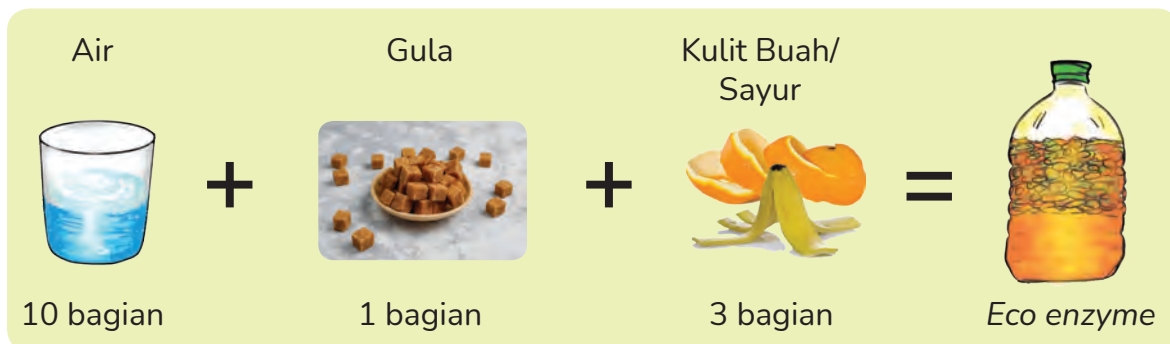 Air
Gula
Kulit Buah/
Sayur
+
+
=
10 bagian
1 bagian
3 bagian
Eco enzyme